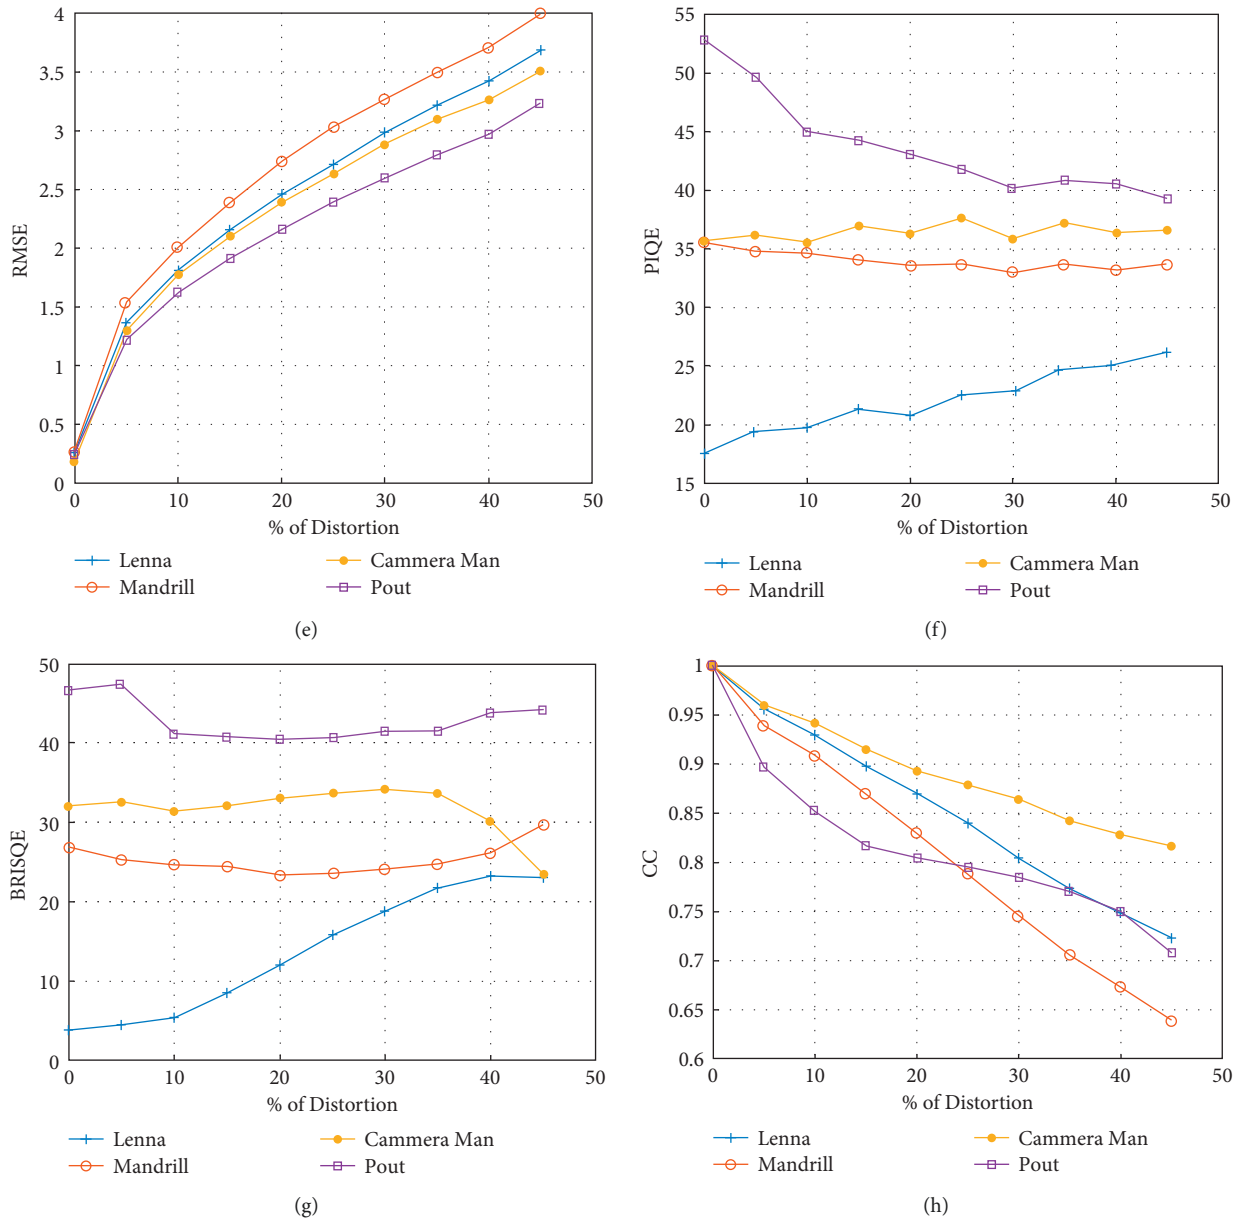 4
3.5
3
2.5
2
1.5
1
0.5
0
RMSE
0 10 20 30 40 50
% of Distortion
Lenna Cammera Man
Mandrill Pout
(e)
55
50
45
40
35
30
25
20
15
PIQE
0 10 20 30 40 50
% of Distortion
Lenna Cammera Man
Mandrill Pout
(f)
50
40
30
20
10
0
BRISQE
0 10 20 30 40 50
% of Distortion
Lenna Cammera Man
Mandrill Pout
(g)
1
0.95
0.9
0.85
0.8
0.75
0.7
0.65
0.6
CC
0 10 20 30 40 50
% of Distortion
Lenna Cammera Man
Mandrill Pout
(h)